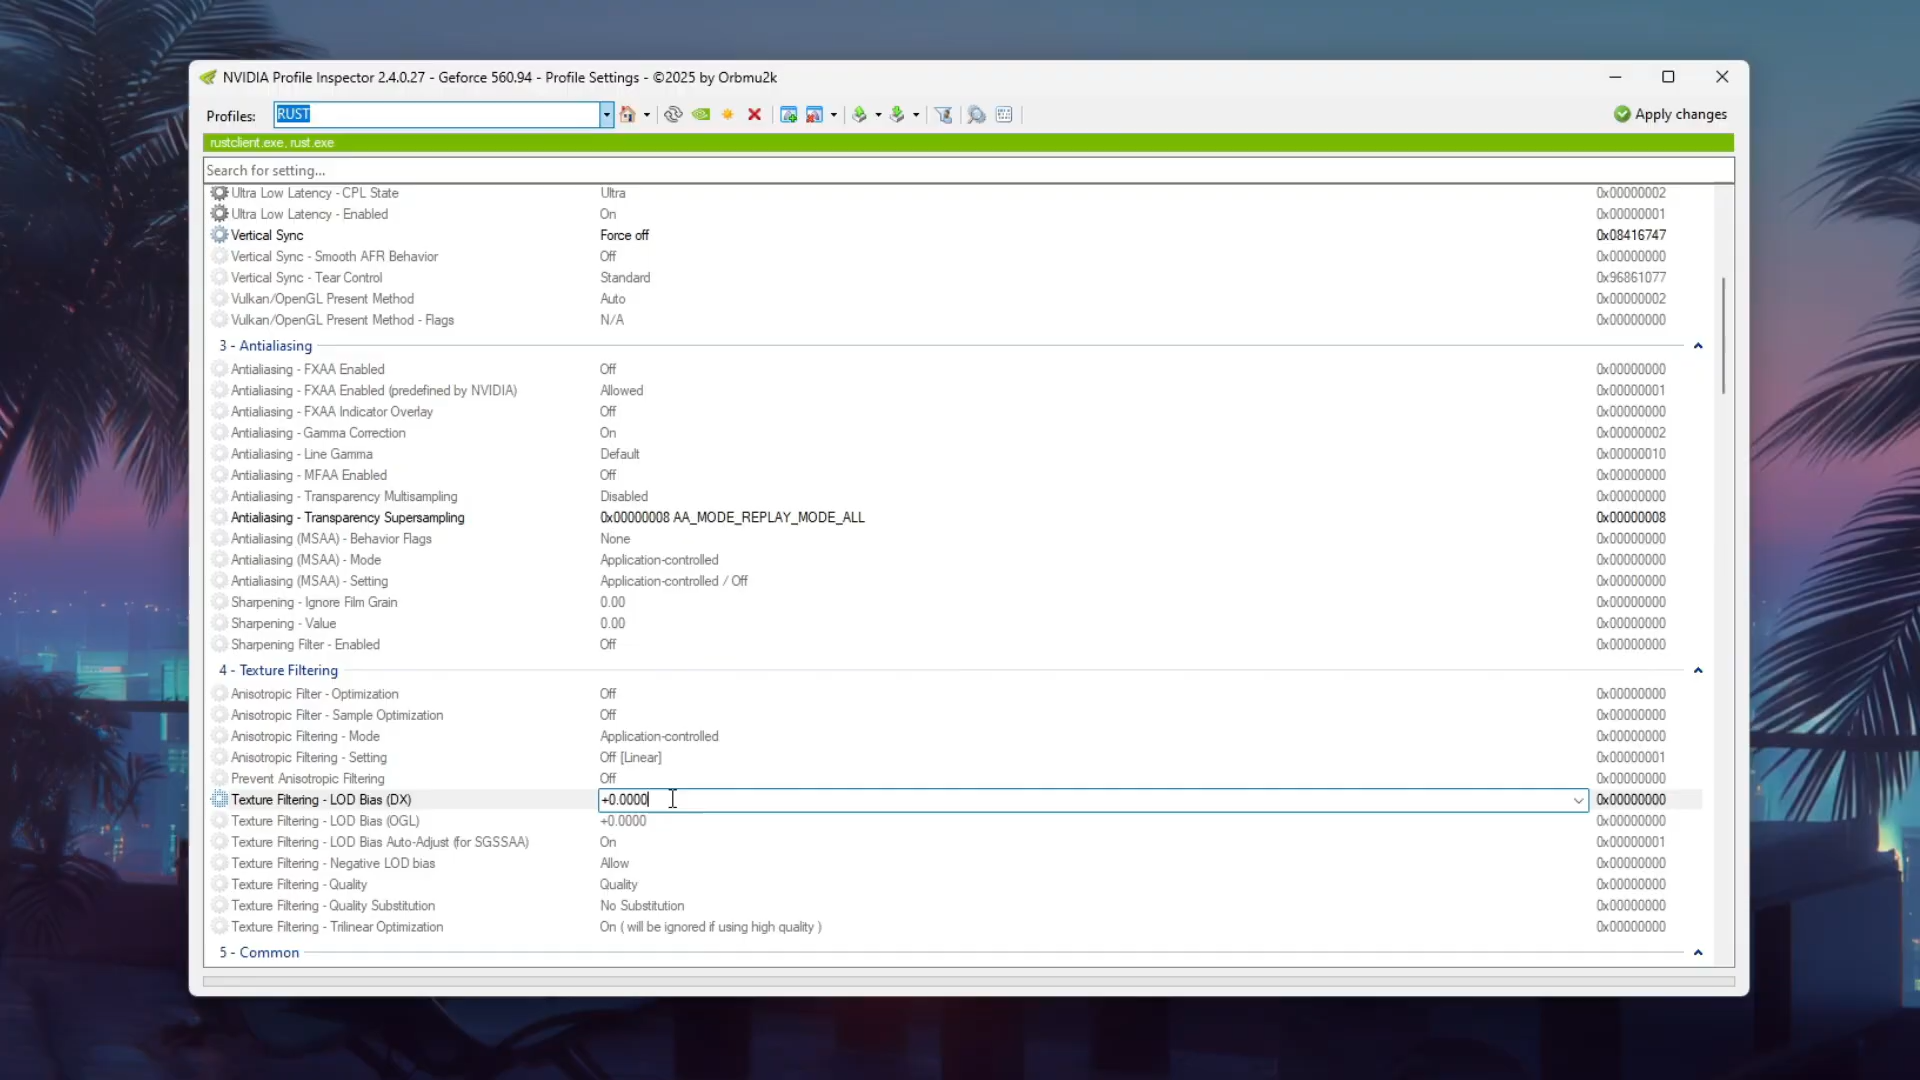 NVIDIA Profile Inspector 2.4.0.27 - Geforce 560.94 - Profile Settings - ©2025 by Orbmu2k
Profiles: RUST Apply changes
rustclient.exe, rust.exe
Search for setting...
Ultra Low Latency - CPL State Ultra 0x00000002
Ultra Low Latency - Enabled On 0x00000001
Vertical Sync Force off 0x08416747
Vertical Sync - Smooth AFR Behavior Off 0x00000000
Vertical Sync - Tear Control Standard 0x96861077
Vulkan/OpenGL Present Method Auto 0x00000002
Vulkan/OpenGL Present Method - Flags N/A 0x00000000
3 - Antialiasing
Antialiasing - FXAA Enabled Off 0x00000000
Antialiasing - FXAA Enabled (predefined by NVIDIA) Allowed 0x00000001
Antialiasing - FXAA Indicator Overlay Off 0x00000000
Antialiasing - Gamma Correction On 0x00000002
Antialiasing - Line Gamma Default 0x00000010
Antialiasing - MFAA Enabled Off 0x00000000
Antialiasing - Transparency Multisampling Disabled 0x00000000
Antialiasing - Transparency Supersampling 0x00000008 AA_MODE_REPLAY_MODE_ALL 0x00000008
Antialiasing (MSAA) - Behavior Flags None 0x00000000
Antialiasing (MSAA) - Mode Application-controlled 0x00000000
Antialiasing (MSAA) - Setting Application-controlled / Off 0x00000000
Sharpening - Ignore Film Grain 0.00 0x00000000
Sharpening - Value 0.00 0x00000000
Sharpening Filter - Enabled Off 0x00000000
4 - Texture Filtering
Anisotropic Filter - Optimization Off 0x00000000
Anisotropic Filter - Sample Optimization Off 0x00000000
Anisotropic Filtering - Mode Application-controlled 0x00000000
Anisotropic Filtering - Setting Off [Linear] 0x00000001
Prevent Anisotropic Filtering Off 0x00000000
Texture Filtering - LOD Bias (DX) +0.0000 0x00000000
Texture Filtering - LOD Bias (OGL) +0.0000 0x00000000
Texture Filtering - LOD Bias Auto-Adjust (for SGSSAA) On 0x00000001
Texture Filtering - Negative LOD bias Allow 0x00000000
Texture Filtering - Quality Quality 0x00000000
Texture Filtering - Quality Substitution No Substitution 0x00000000
Texture Filtering - Trilinear Optimization On ( will be ignored if using high quality ) 0x00000000
5 - Common